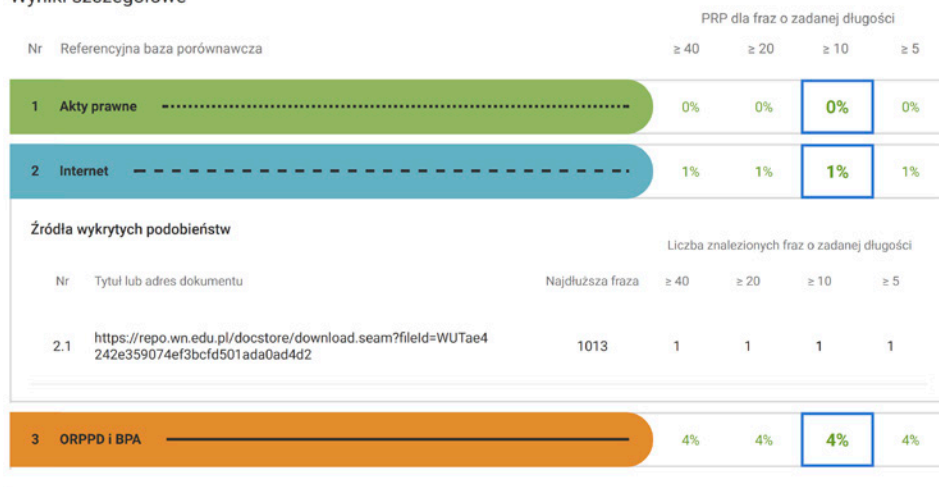 Wyniki szczegółowe
PRP dla fraz o zadanej długości
Nr Referencyjna baza porównawcza ≥ 40 ≥ 20 ≥ 10 ≥ 5
1 Akty prawne 0% 0% 0% 0%
2 Internet 1% 1% 1% 1%
Źródła wykrytych podobieństw
Liczba znalezionych fraz o zadanej długości
Nr Tytuł lub adres dokumentu Najdłuższa fraza ≥ 40 ≥ 20 ≥ 10 ≥ 5
https://repo.wn.edu.pl/docstore/download.seam?fileId=WUTae4
2.1 242e359074ef3bcfd501ada0ad4d2 1013 1 1 1 1
3 ORPPD i BPA 4% 4% 4% 4%